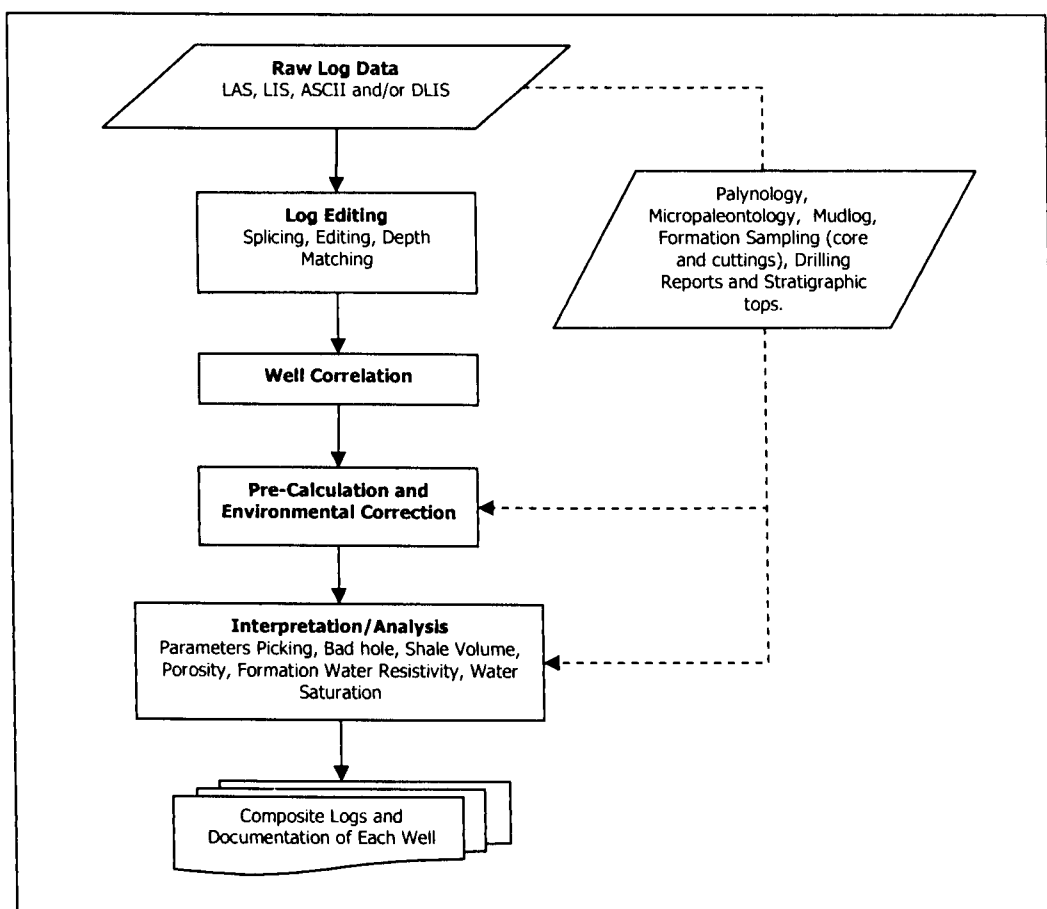 Raw Log Data
LAS, LIS, ASCII and/or DLIS
Palynology,
Micropaleontology, Mudlog,
Formation Sampling (core
and cuttings), Drilling
Reports and Stratigraphic
tops.
Log Editing
Splicing, Editing, Depth
Matching
Well Correlation
Pre-Calculation and
Environmental Correction
Interpretation/Analysis
Parameters Picking, Bad hole, Shale Volume,
Porosity, Formation Water Resistivity, Water
Saturation
Composite Logs and
Documentation of Each Well